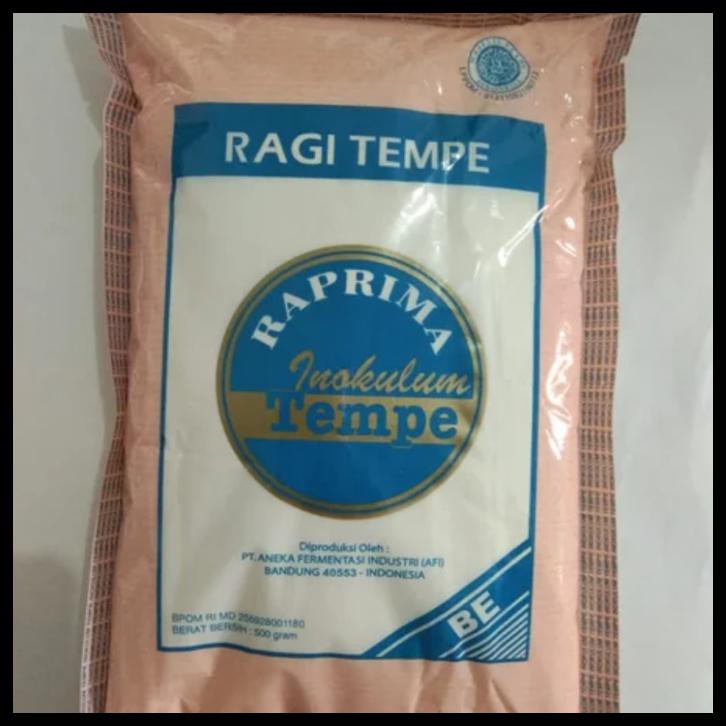 RAGI TEMPE
RAPRIMA
Inokulum
Tempe
Diproduksi Oleh :
PT. ANEKA FERMENTASI INDUSTRI (AFI)
BANDUNG 40553 - INDONESIA
BPOM RI MD 256928001180
BERAT BERSIH : 500 gram
BE